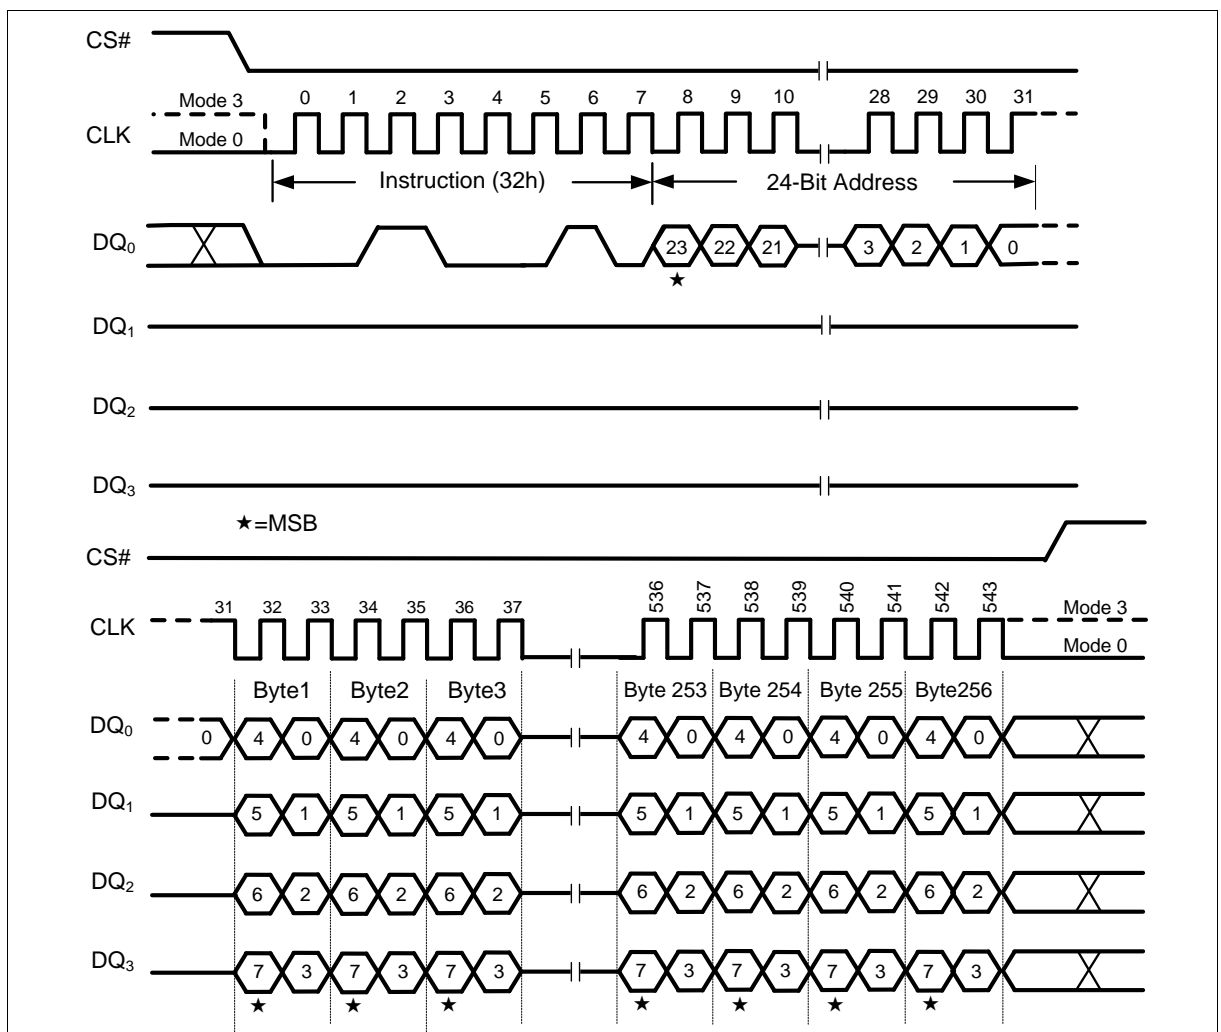 CS#
Mode 3 0 1 2 3 4 5 6 7 8 9 10 28 29 30 31
CLK
Mode 0
Instruction (32h) 24-Bit Address
DQ0 23 22 21 3 2 1 0
★
DQ1
DQ2
DQ3
★=MSB
CS#
31 32 33 34 35 36 37 536 537 538 539 540 541 542 543
CLK Mode 3
Mode 0
Byte1 Byte2 Byte3 Byte 253 Byte 254 Byte 255 Byte256
DQ0 0 4 0 4 0 4 0 4 0 4 0 4 0 4 0
DQ1 5 1 5 1 5 1 5 1 5 1 5 1 5 1
DQ2 6 2 6 2 6 2 6 2 6 2 6 2 6 2
DQ3 7 3 7 3 7 3 7 3 7 3 7 3 7 3
★ ★ ★ ★ ★ ★ ★